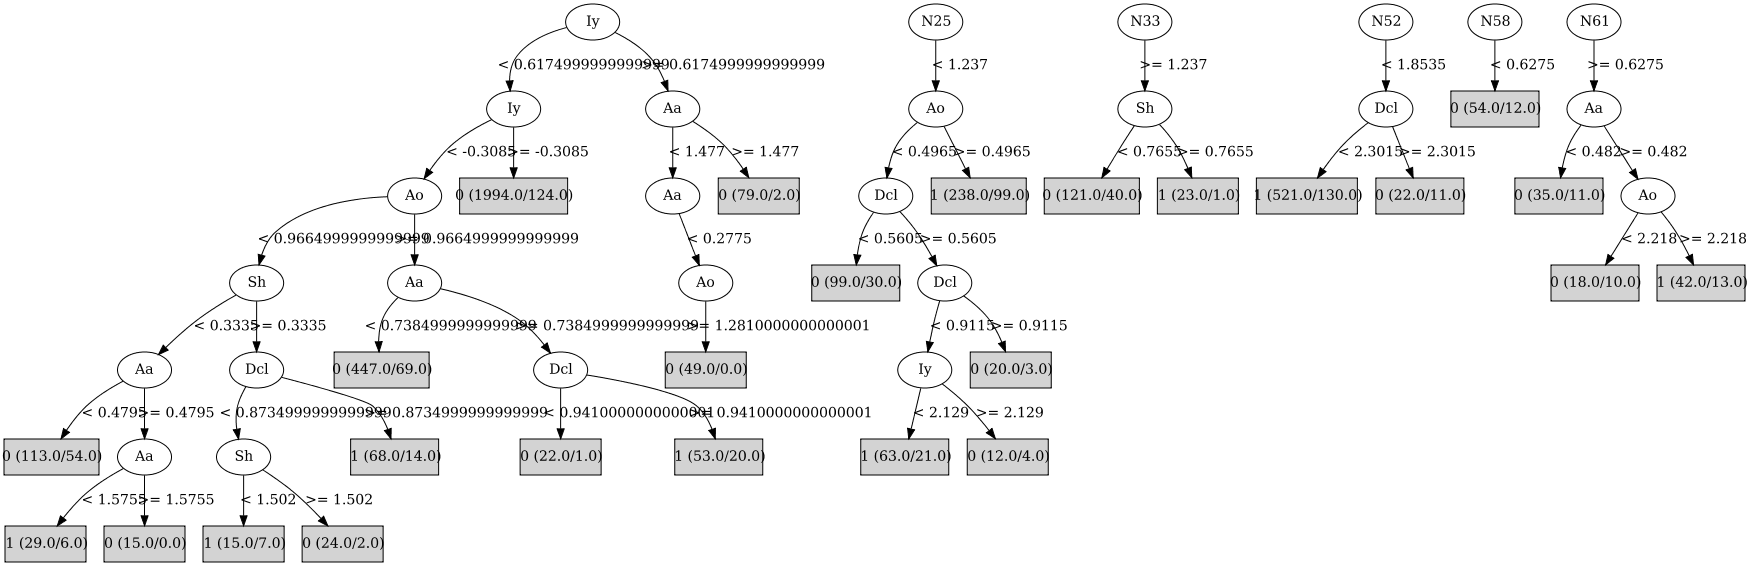 Iy N25 N33 N52 N58 N61
< 0.6174999999999999 >= 0.6174999999999999 < 1.237 >= 1.237 < 1.8535 < 0.6275 >= 0.6275
Iy Aa Ao Sh Dcl 0 (54.0/12.0) Aa
< -0.3085 >= -0.3085 < 1.477 >= 1.477 < 0.4965 >= 0.4965 < 0.7655 >= 0.7655 < 2.3015 >= 2.3015 < 0.482 >= 0.482
Ao 0 (1994.0/124.0) Aa 0 (79.0/2.0) Dcl 1 (238.0/99.0) 0 (121.0/40.0) 1 (23.0/1.0) 1 (521.0/130.0) 0 (22.0/11.0) 0 (35.0/11.0) Ao
< 0.9664999999999999 >= 0.9664999999999999 < 0.2775 < 0.5605 >= 0.5605 < 2.218 >= 2.218
Sh Aa Ao 0 (99.0/30.0) Dcl 0 (18.0/10.0) 1 (42.0/13.0)
< 0.3335 >= 0.3335 < 0.7384999999999999 >= 0.7384999999999999 >= 1.2810000000000001 < 0.9115 >= 0.9115
Aa Dcl 0 (447.0/69.0) Dcl 0 (49.0/0.0) Iy 0 (20.0/3.0)
< 0.4795 >= 0.4795 < 0.8734999999999999 >= 0.8734999999999999 < 0.9410000000000001 >= 0.9410000000000001 < 2.129 >= 2.129
0 (113.0/54.0) Aa Sh 1 (68.0/14.0) 0 (22.0/1.0) 1 (53.0/20.0) 1 (63.0/21.0) 0 (12.0/4.0)
< 1.5755 >= 1.5755 < 1.502 >= 1.502
1 (29.0/6.0) 0 (15.0/0.0) 1 (15.0/7.0) 0 (24.0/2.0)